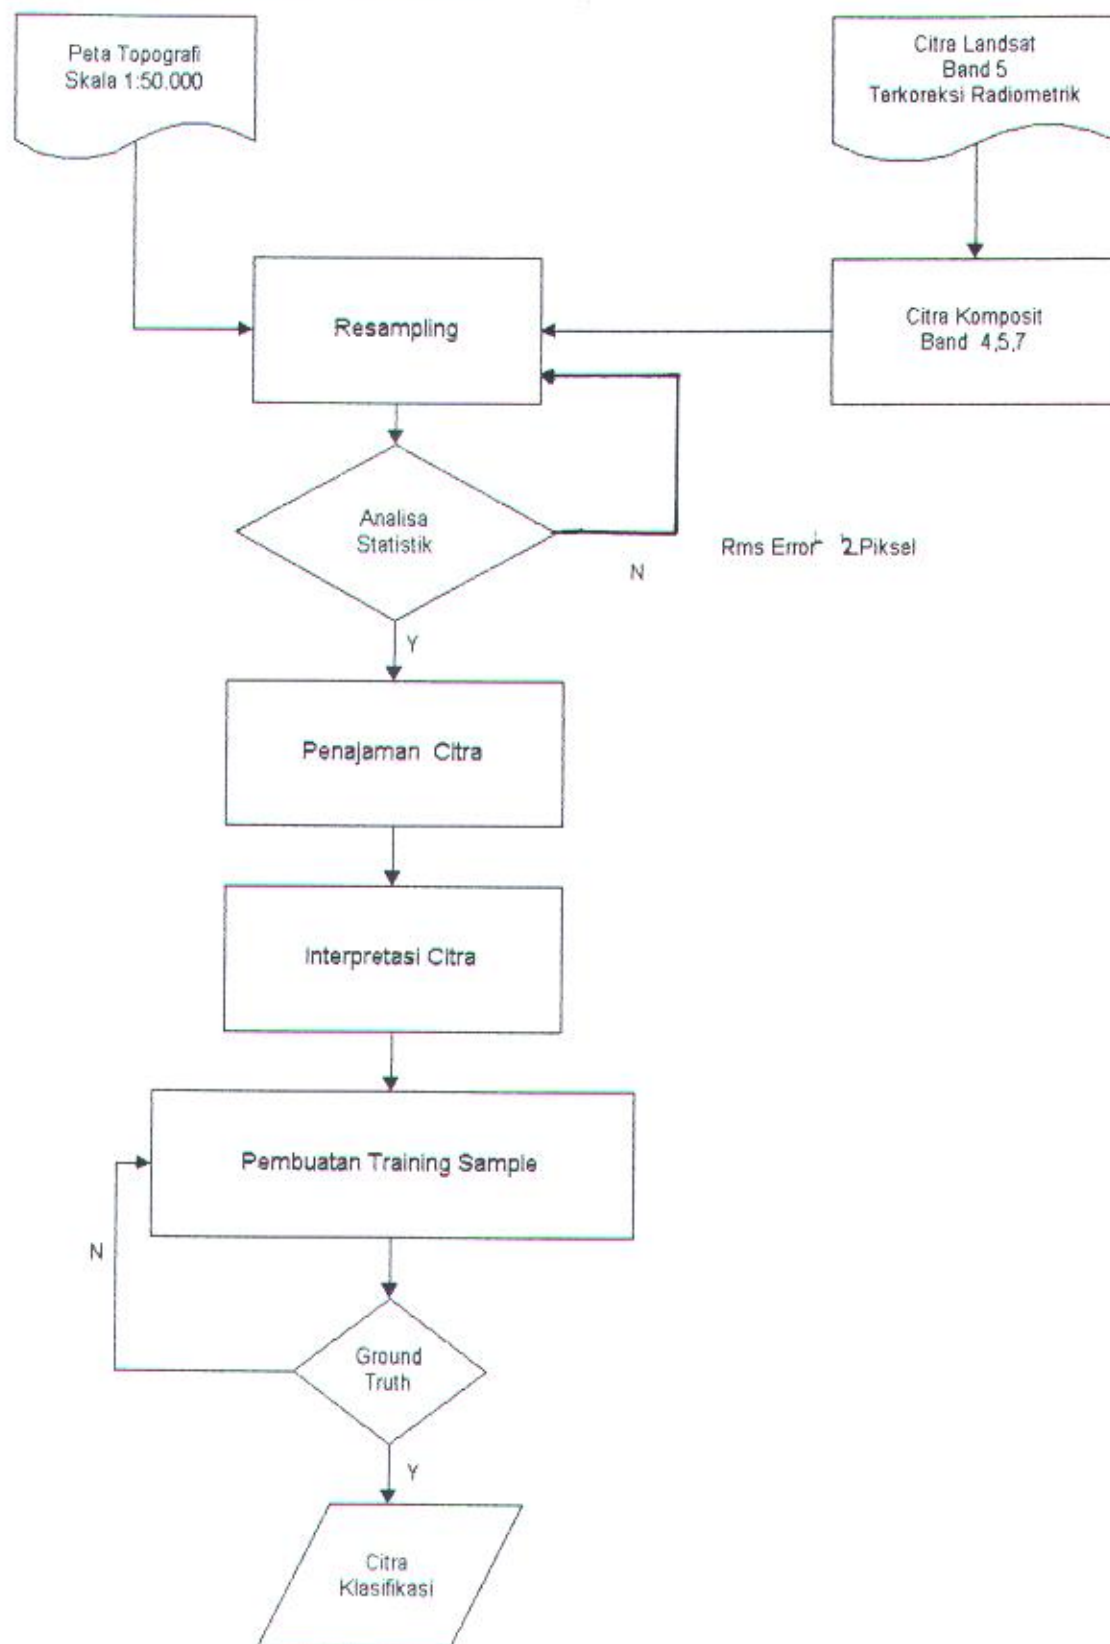 Peta Topografi
Skala 1:50.000
Citra Landsat
Band 5
Terkoreksi Radiometrik
Resampling
Citra Komposit
Band 4,5,7
Analisa
Statistik
N
Rms Error 2 Piksel
Y
Penajaman Citra
Interpretasi Citra
Pembuatan Training Sample
N
Ground
Truth
Y
Citra
Klasifikasi